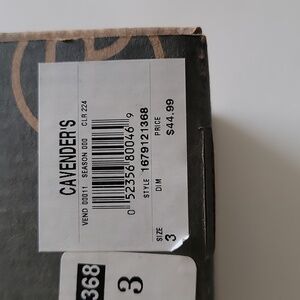 CAVENDER'S
VEND 00011 SEASON 000 CLR 224
0 52356 80046 9
STYLE 1679121368
DIM
PRICE
$44.99
SIZE
3
368
3